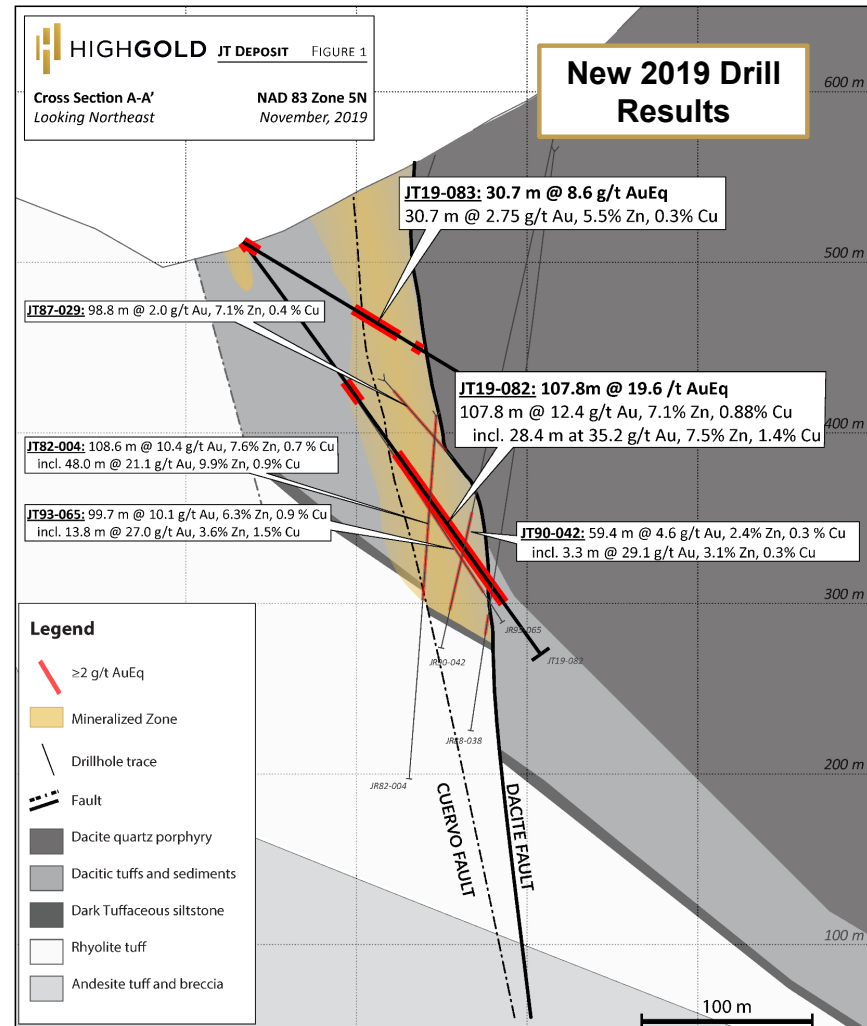 HIGHGOLD JT DEPOSIT FIGURE 1
Cross Section A-A' NAD 83 Zone 5N
Looking Northeast November, 2019
New 2019 Drill
Results
600 m
JT19-083: 30.7 m @ 8.6 g/t AuEq
30.7 m @ 2.75 g/t Au, 5.5% Zn, 0.3% Cu
500 m
JT87-029: 98.8 m @ 2.0 g/t Au, 7.1% Zn, 0.4 % Cu
JT19-082: 107.8m @ 19.6 /t AuEq
107.8 m @ 12.4 g/t Au, 7.1% Zn, 0.88% Cu
incl. 28.4 m at 35.2 g/t Au, 7.5% Zn, 1.4% Cu
400 m
JT82-004: 108.6 m @ 10.4 g/t Au, 7.6% Zn, 0.7 % Cu
incl. 48.0 m @ 21.1 g/t Au, 9.9% Zn, 0.9% Cu
JT93-065: 99.7 m @ 10.1 g/t Au, 6.3% Zn, 0.9 % Cu
incl. 13.8 m @ 27.0 g/t Au, 3.6% Zn, 1.5% Cu
JT90-042: 59.4 m @ 4.6 g/t Au, 2.4% Zn, 0.3 % Cu
incl. 3.3 m @ 29.1 g/t Au, 3.1% Zn, 0.3% Cu
300 m
JR93-065
JR90-042
JT19-082
JR88-038
JR82-004
200 m
CUERVO FAULT
DACITE FAULT
100 m
Legend
≥2 g/t AuEq
Mineralized Zone
Drillhole trace
Fault
Dacite quartz porphyry
Dacitic tuffs and sediments
Dark Tuffaceous siltstone
Rhyolite tuff
Andesite tuff and breccia
100 m